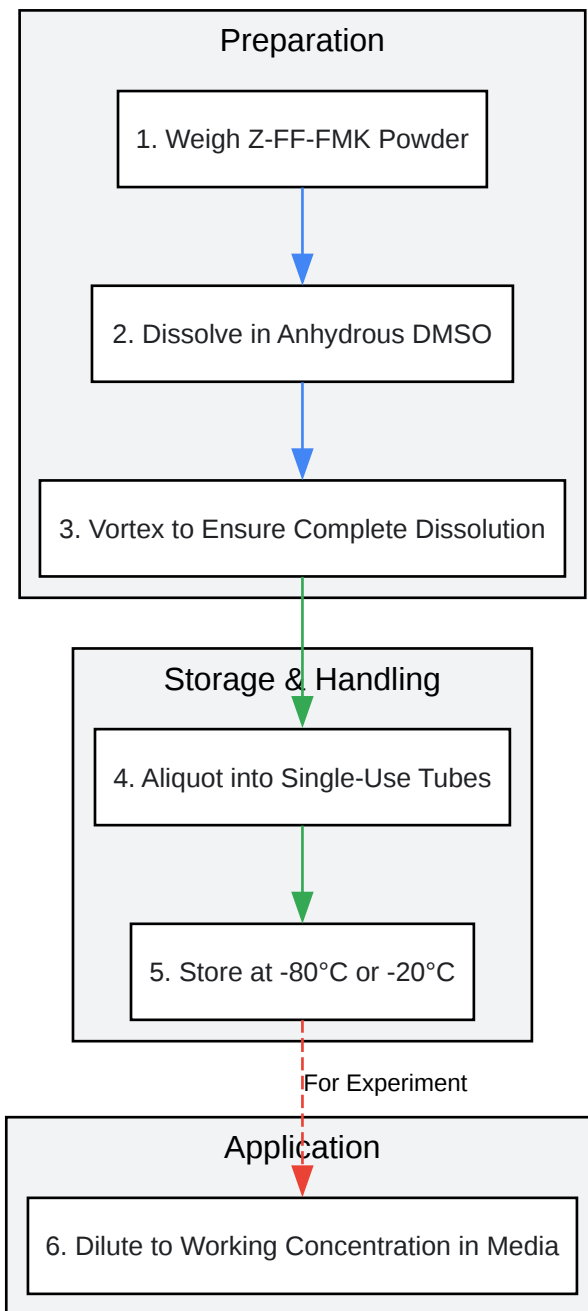 Preparation
1. Weigh Z-FF-FMK Powder
2. Dissolve in Anhydrous DMSO
3. Vortex to Ensure Complete Dissolution
Storage & Handling
4. Aliquot into Single-Use Tubes
5. Store at -80°C or -20°C
For Experiment
Application
6. Dilute to Working Concentration in Media